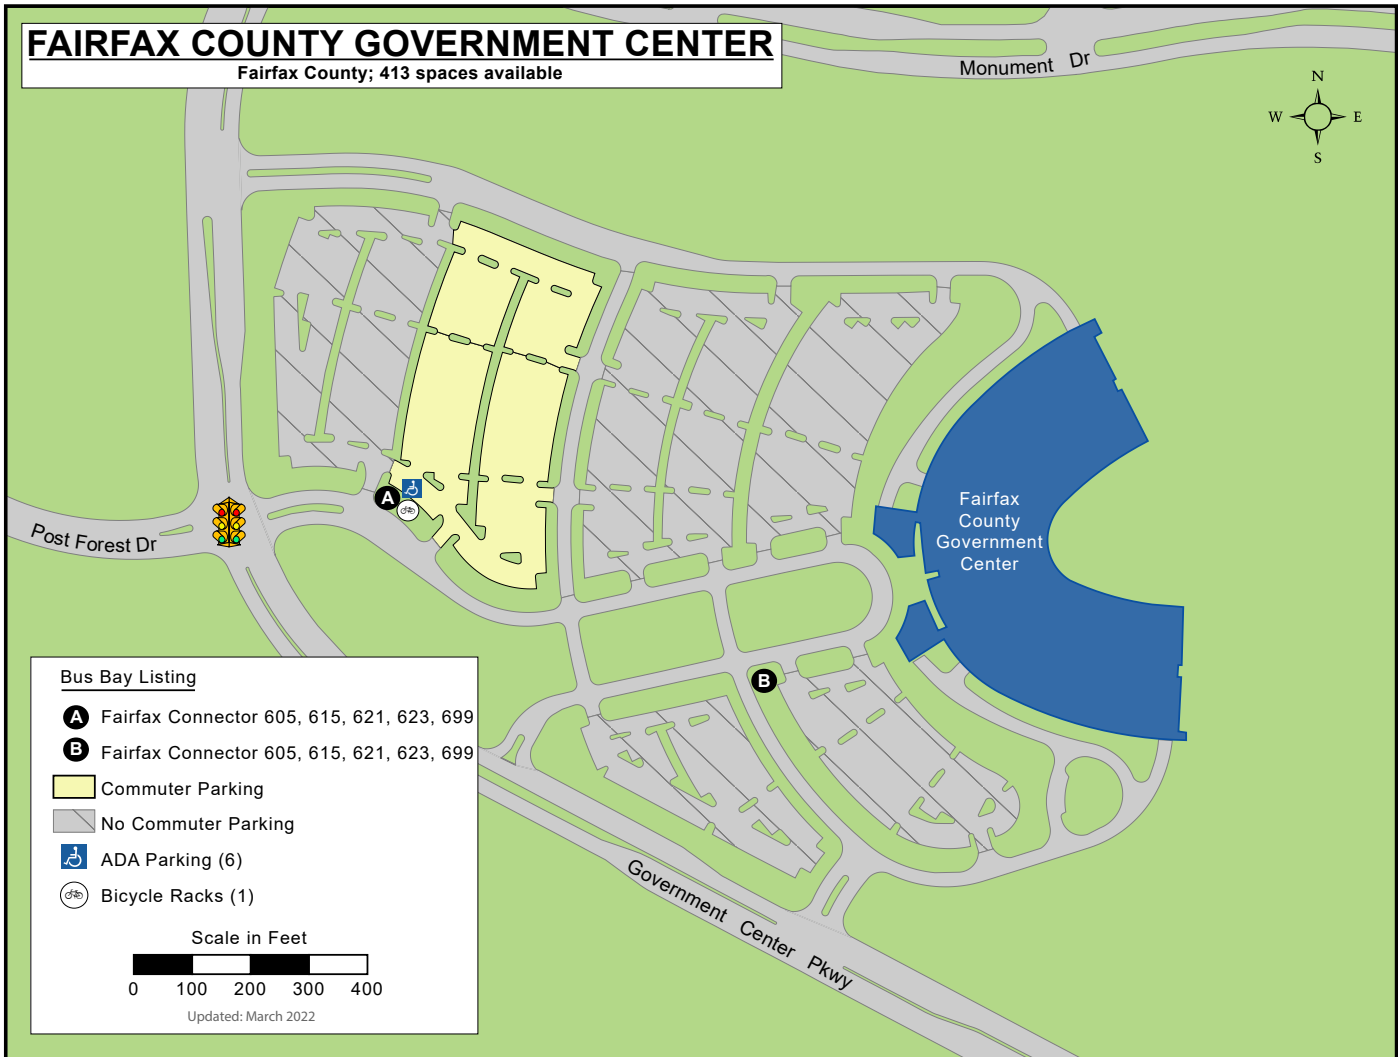 FAIRFAX COUNTY GOVERNMENT CENTER
Fairfax County; 413 spaces available
Monument Dr
N
W E
S
Fairfax
County
Government
Center
A
B
Post Forest Dr
Government Center Pkwy
Bus Bay Listing
A Fairfax Connector 605, 615, 621, 623, 699
B Fairfax Connector 605, 615, 621, 623, 699
Commuter Parking
No Commuter Parking
ADA Parking (6)
Bicycle Racks (1)
Scale in Feet
0 100 200 300 400
Updated: March 2022